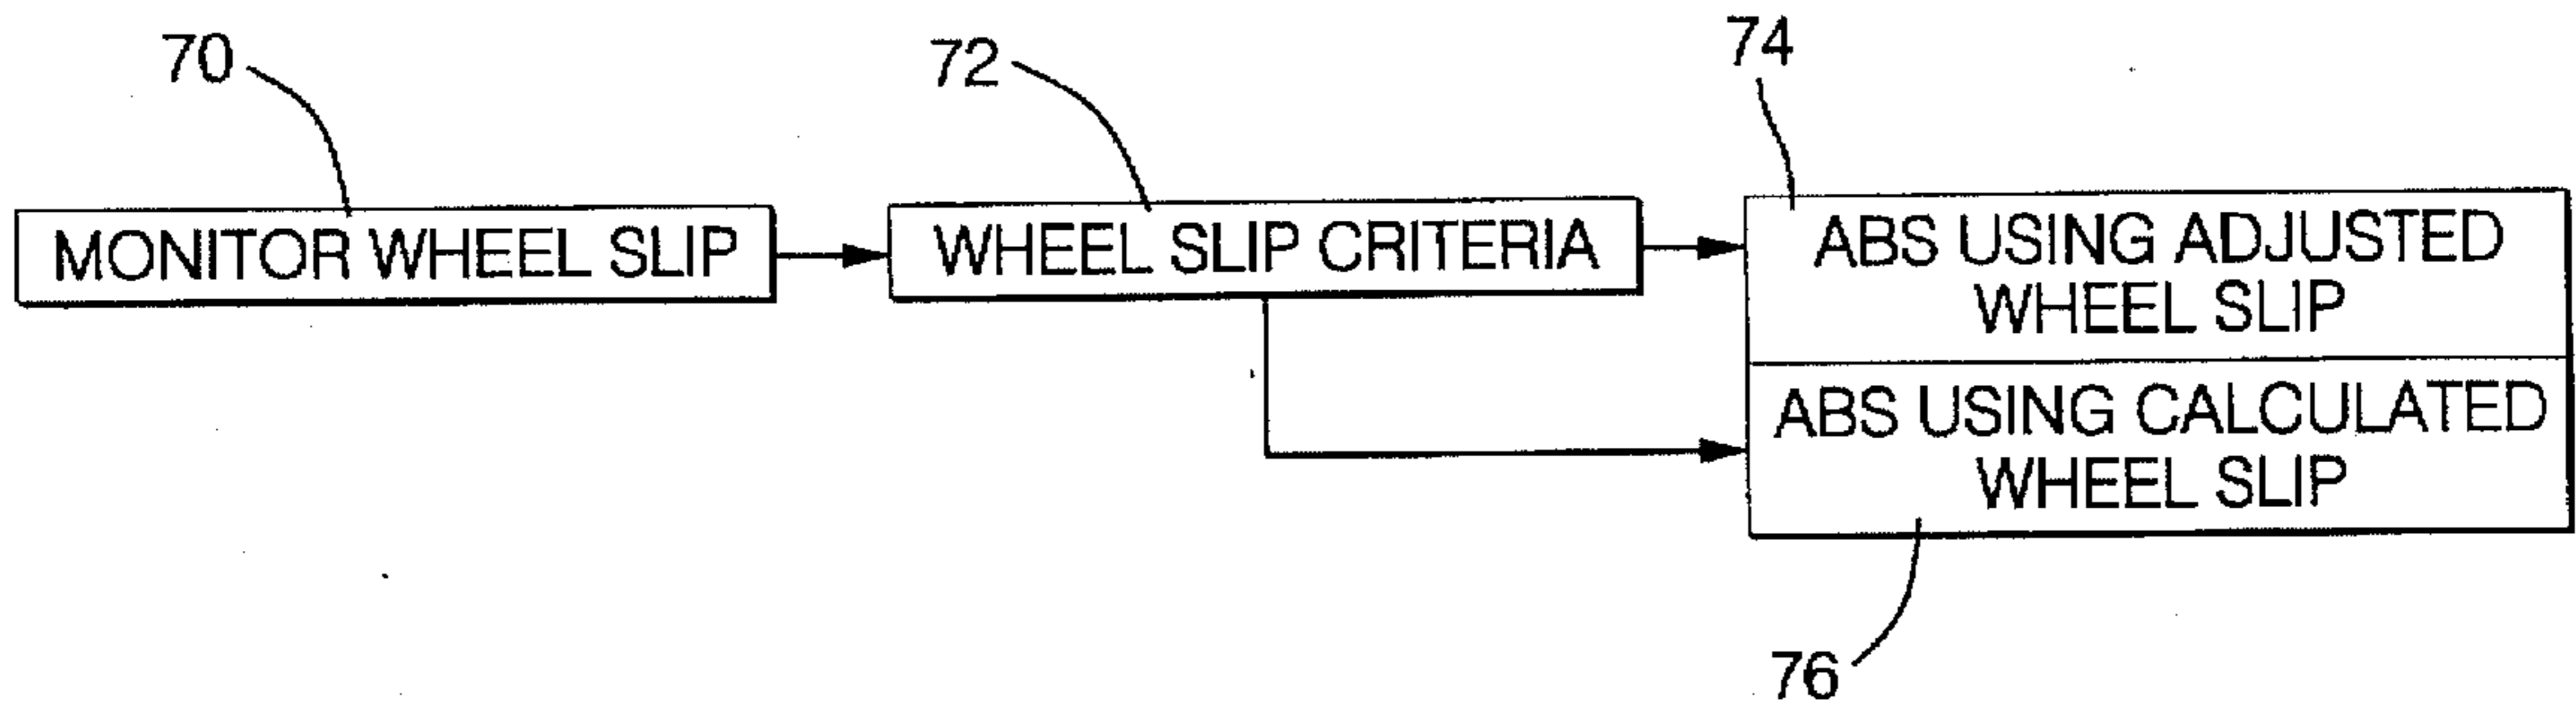 70
72
74
MONITOR WHEEL SLIP
WHEEL SLIP CRITERIA
ABS USING ADJUSTED
WHEEL SLIP
ABS USING CALCULATED
WHEEL SLIP
76